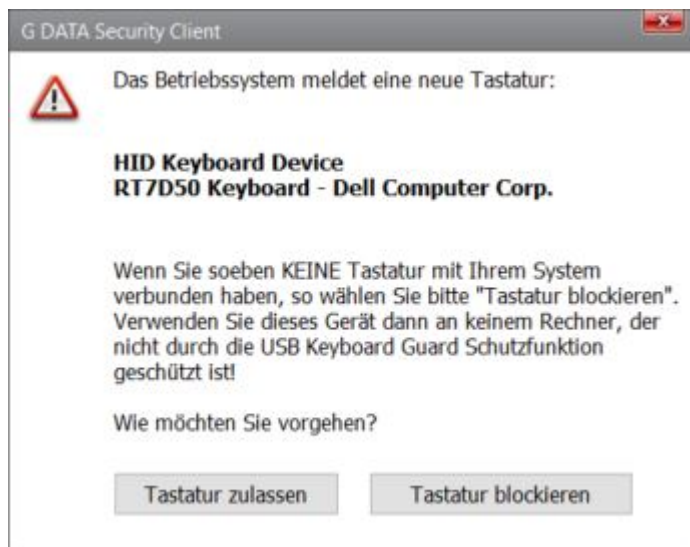 G DATA Security Client
Das Betriebssystem meldet eine neue Tastatur:
HID Keyboard Device
RT7D50 Keyboard - Dell Computer Corp.
Wenn Sie soeben KEINE Tastatur mit Ihrem System
verbunden haben, so wählen Sie bitte "Tastatur blockieren".
Verwenden Sie dieses Gerät dann an keinem Rechner, der
nicht durch die USB Keyboard Guard Schutzfunktion
geschützt ist!
Wie möchten Sie vorgehen?
Tastatur zulassen
Tastatur blockieren